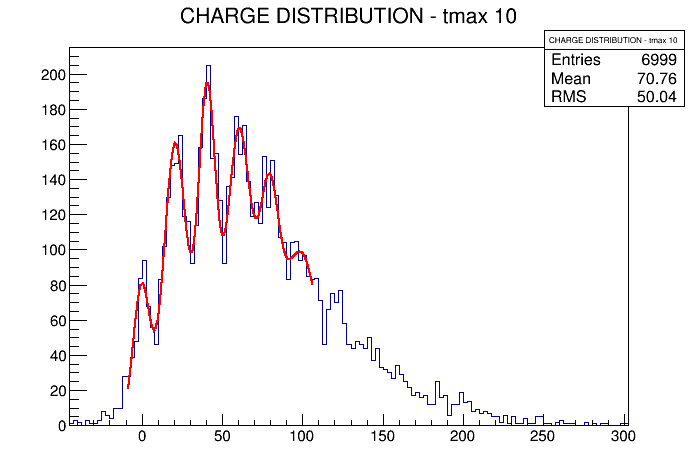 CHARGE DISTRIBUTION - tmax 10
CHARGE DISTRIBUTION - tmax 10
Entries 6999
Mean 70.76
RMS 50.04
200
180
160
140
120
100
80
60
40
20
0
0 50 100 150 200 250 300